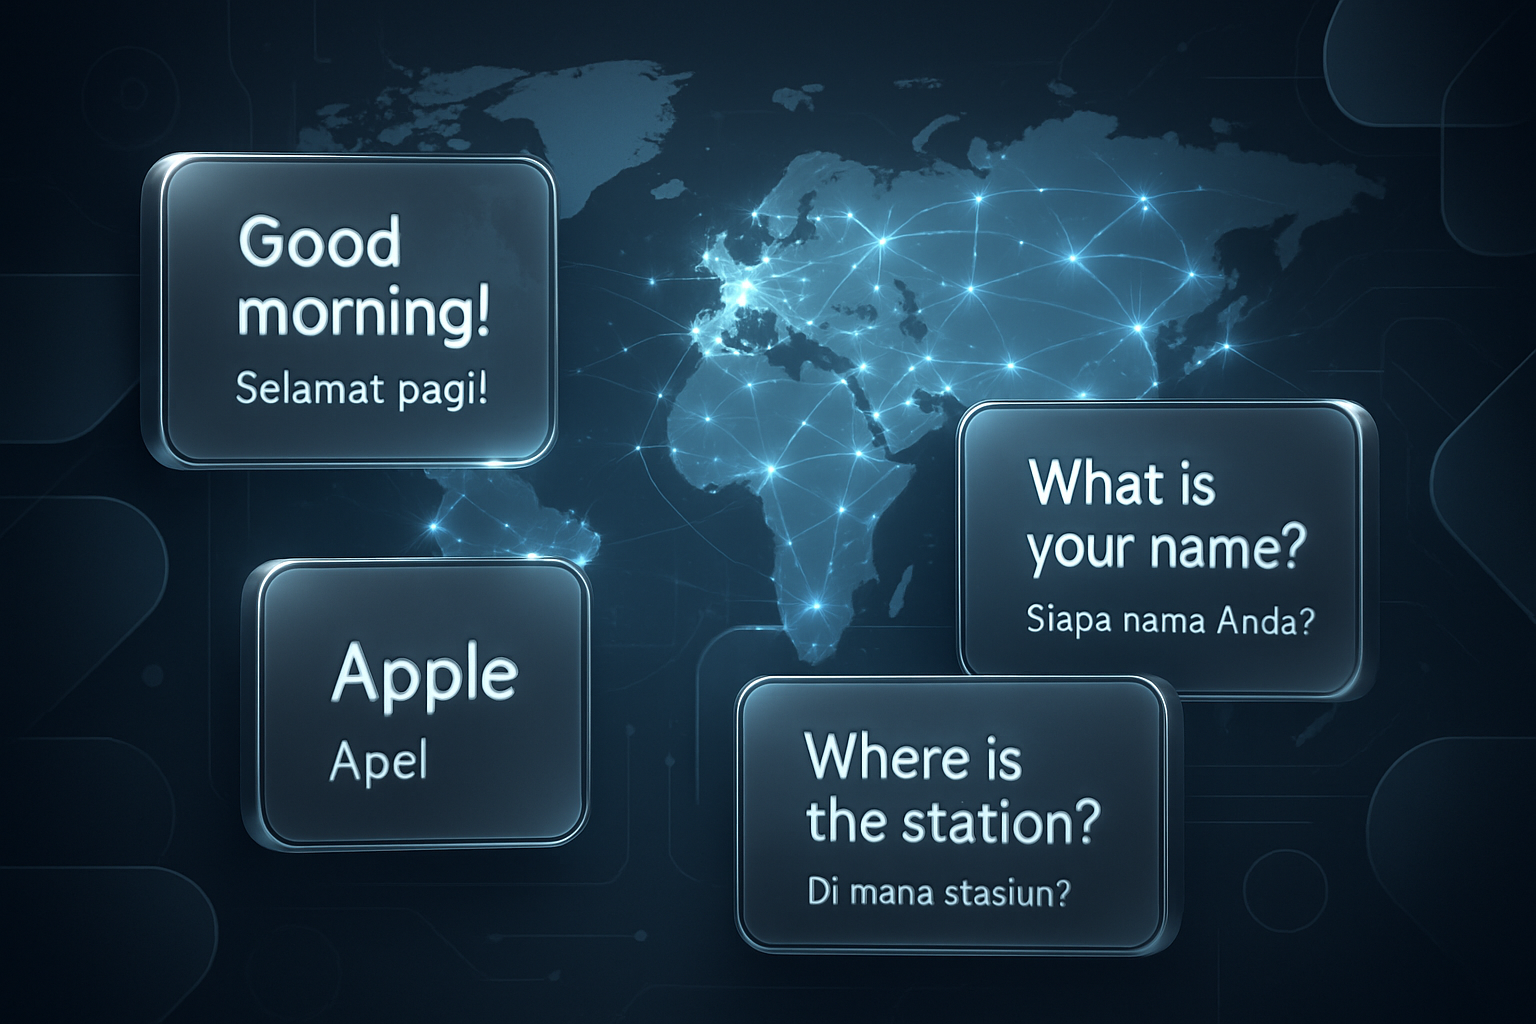 Good
morning!
Selamat pagi!
Apple
Apel
What is
your name?
Siapa nama Anda?
Where is
the station?
Di mana stasiun?